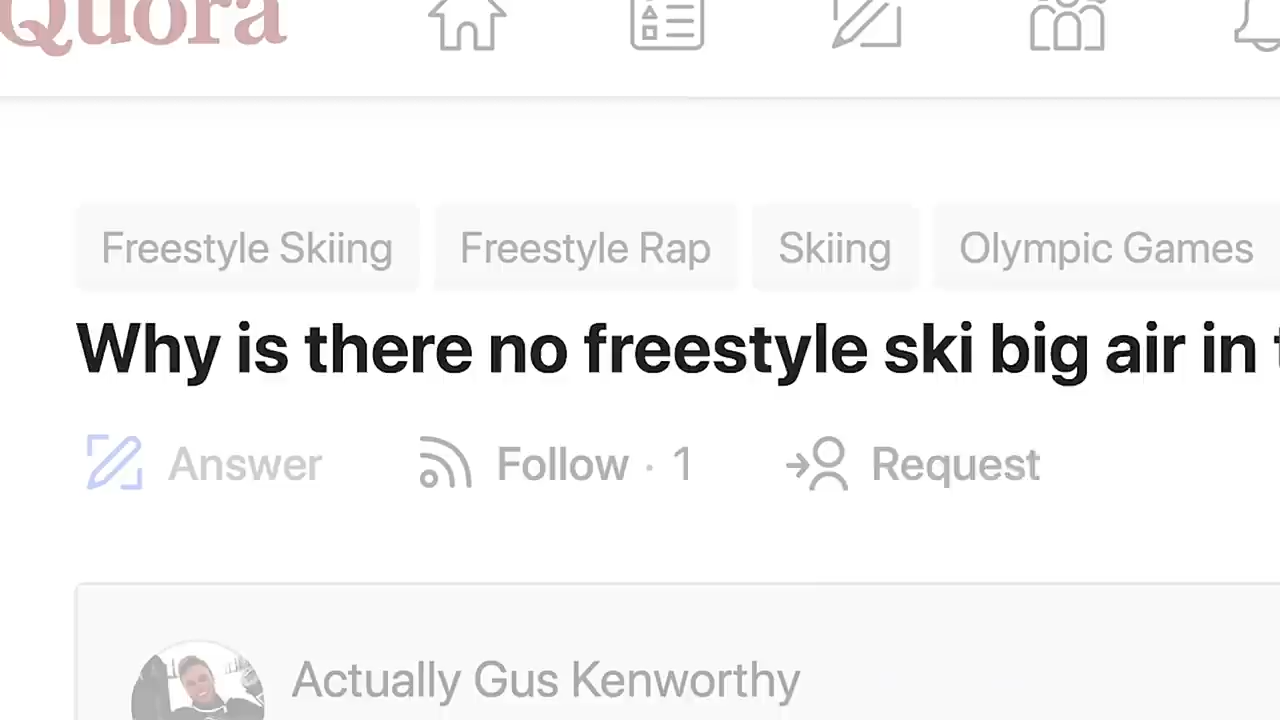 Quora
Freestyle Skiing Freestyle Rap Skiing Olympic Games
Why is there no freestyle ski big air in
Answer Follow · 1 Request
Actually Gus Kenworthy